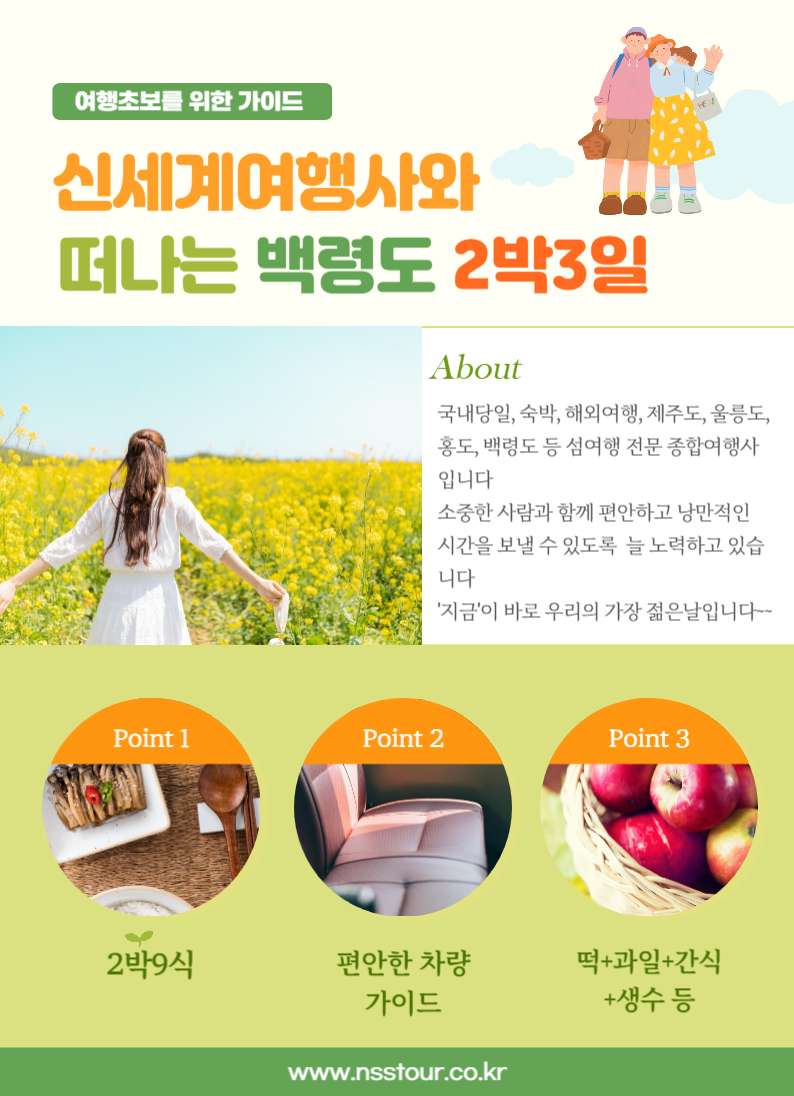 여행초보를 위한 가이드
신세계여행사와
떠나는 백령도 2박3일
About
국내당일, 숙박, 해외여행, 제주도, 울릉도,
홍도, 백령도 등 섬여행 전문 종합여행사
입니다
소중한 사람과 함께 편안하고 낭만적인
시간을 보낼 수 있도록 늘 노력하고 있습
니다
'지금'이 바로 우리의 가장 젊은날입니다~~
Point 1
Point 2
Point 3
2박9식
편안한 차량
가이드
떡+과일+간식
+생수 등
www.nsstour.co.kr